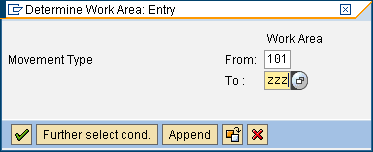 Determine Work Area: Entry
Work Area
Movement Type From: 101
To : zzz
Further select cond. Append